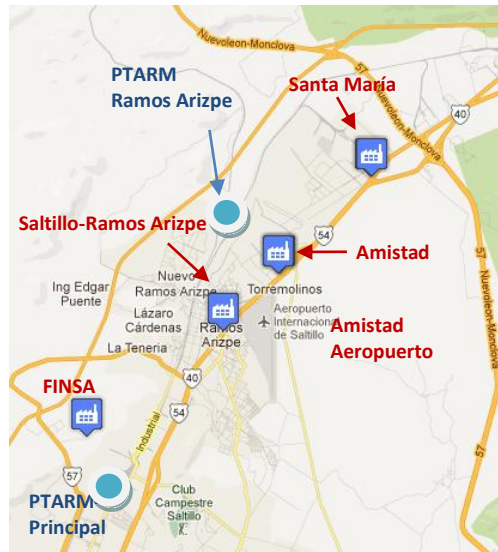 Nuevoleon-Monclova
57
PTARM
Ramos Arizpe
Santa María
Nuevoleon-Monclova
40
Saltillo-Ramos Arizpe
54
Amistad
Nuevo
Ramos Arizpe
Torremolinos
Ing Edgar
Puente
Lázaro
Cárdenas
Ramos
Arizpe
Aeropuerto
Internacional
de Saltillo
Amistad
Aeropuerto
La Teneria
Nuevoleon-Monclova
FINSA
40
54
Industrial
57
57
PTARM
Principal
Club
Campestre
Saltillo